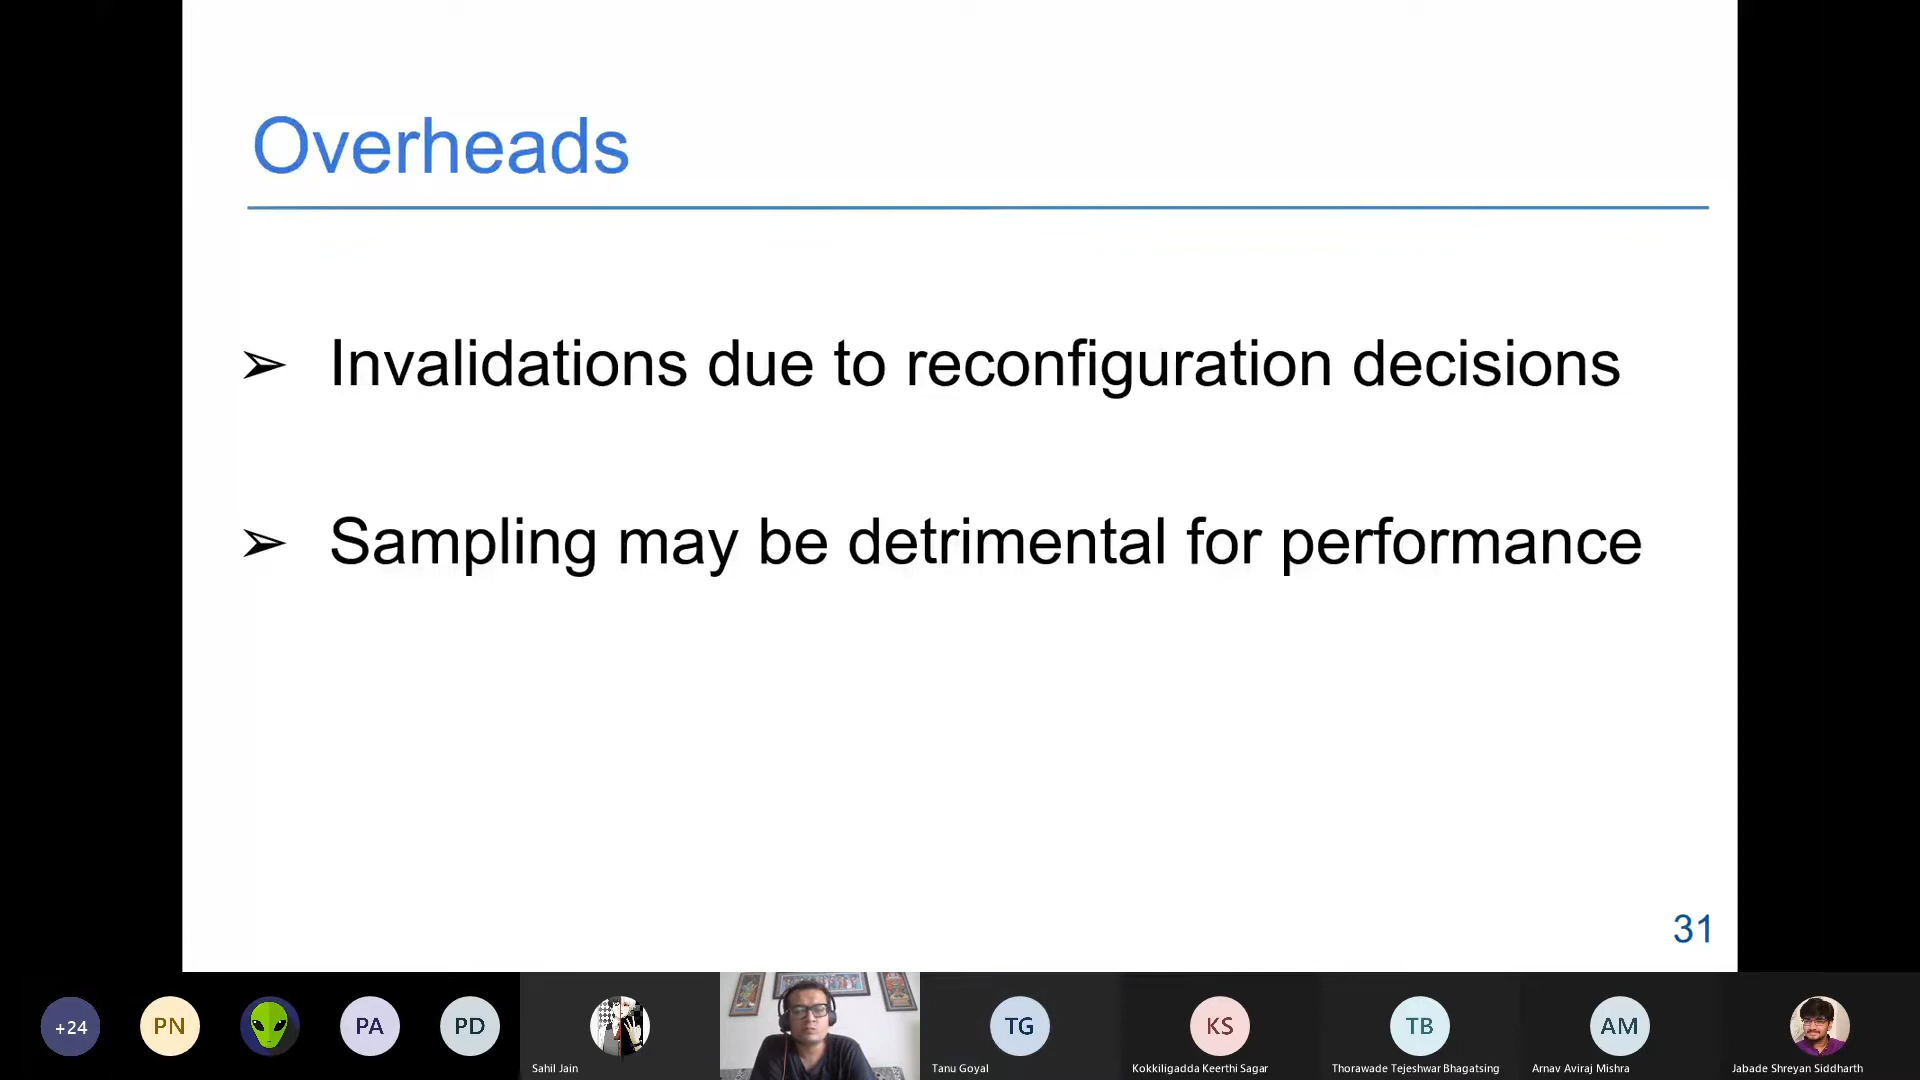 Overheads
➢ Invalidations due to reconfiguration decisions
➢ Sampling may be detrimental for performance
31
+24
PN
PA
PD
Sahil Jain
TG
Tanu Goyal
KS
Kokkiligadda Keerthi Sagar
TB
Thorawade Tejeshwar Bhagatsing
AM
Arnav Aviraj Mishra
Jabade Shreyan Siddharth